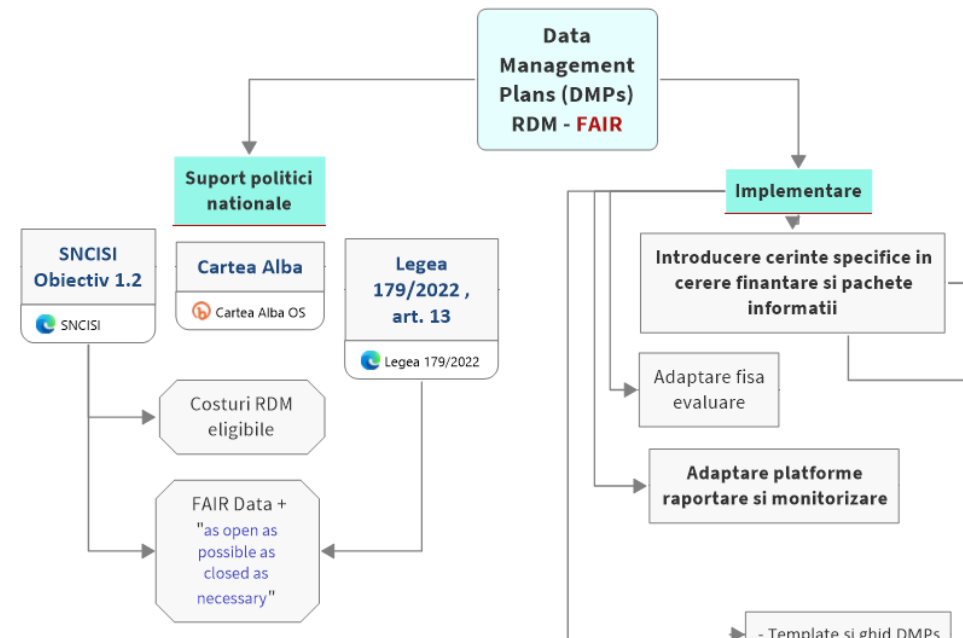 Data
Management
Plans (DMPs)
RDM - FAIR
Suport politici
nationale
Implementare
SNCISI
Obiectiv 1.2
SNCISI
Cartea Alba
Cartea Alba OS
Legea
179/2022 ,
art. 13
Legea 179/2022
Introducere cerinte specifice in
cerere finantare si pachete
informatii
Costuri RDM
eligibile
Adaptare fisa
evaluare
Adaptare platforme
raportare si monitorizare
FAIR Data +
"as open as
possible as
closed as
necessary"
- Template si ghid DMPs